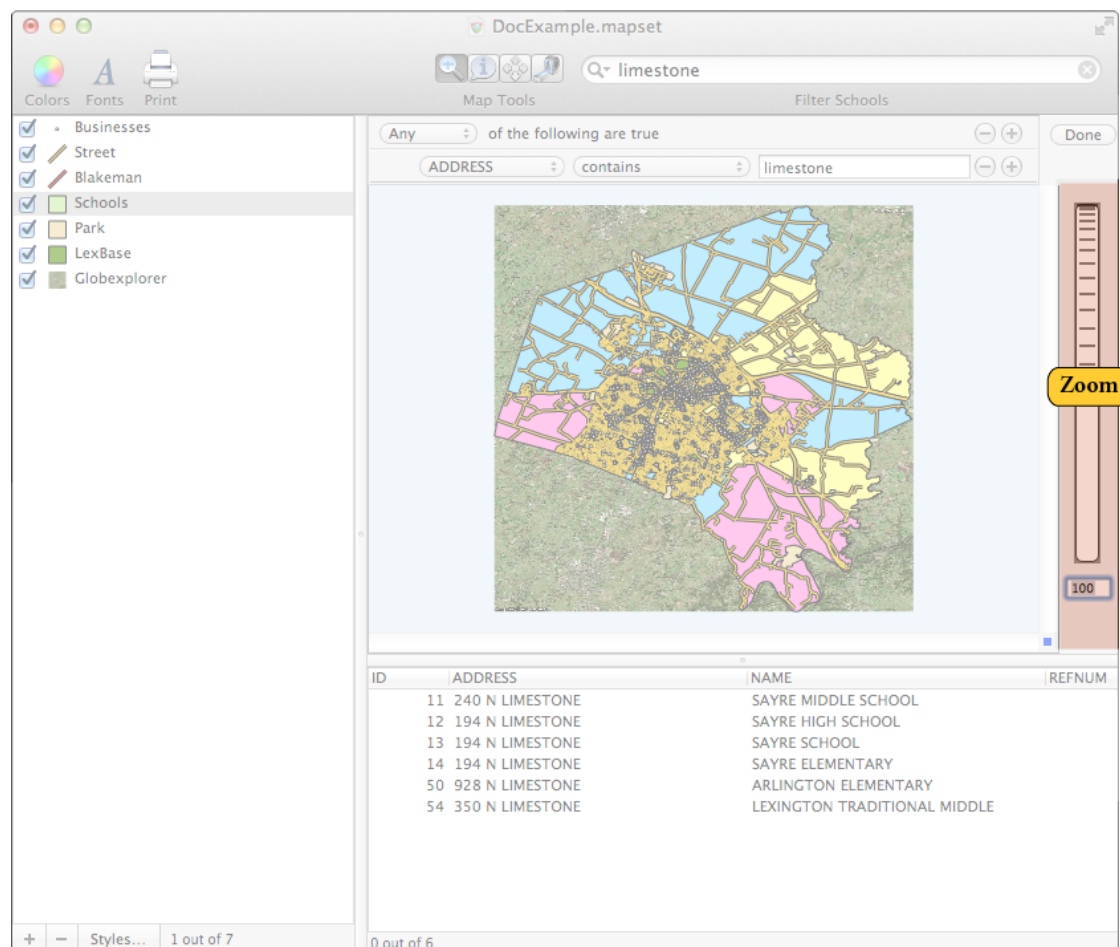 DocExample.mapset
limestone
Colors Fonts Print Map Tools Filter Schools
Businesses
Street
Blakeman
Schools
Park
LexBase
Globexplorer
Any of the following are true Done
ADDRESS contains limestone
Zoom
100
ID ADDRESS NAME REFNUM
11 240 N LIMESTONE SAYRE MIDDLE SCHOOL
12 194 N LIMESTONE SAYRE HIGH SCHOOL
13 194 N LIMESTONE SAYRE SCHOOL
14 194 N LIMESTONE SAYRE ELEMENTARY
50 928 N LIMESTONE ARLINGTON ELEMENTARY
54 350 N LIMESTONE LEXINGTON TRADITIONAL MIDDLE
+ − Styles... 1 out of 7 0 out of 6